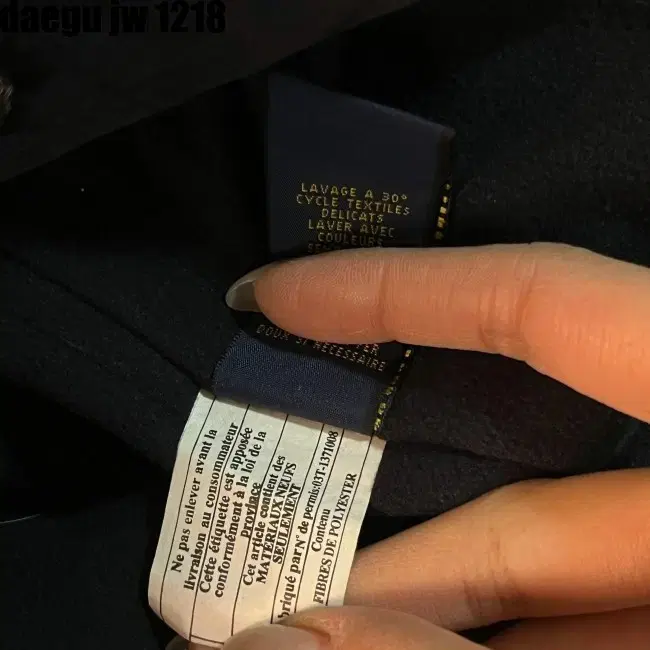 daegu jw 1218
LAVAGE A 30°
CYCLE TEXTILES
DELICATS
LAVER AVEC
COULEURS
DOUX SI NECESSAIRE
Ne pas enlever avant la
livraison au consommateur
Cette étiquette est apposée
conformément à la loi de la
province
Cet article contient des
MATERIAUX NEUFS
SEULEMENT
briqué par N° de permis:03T-1371008
Contenu
FIBRES DE POLYESTER